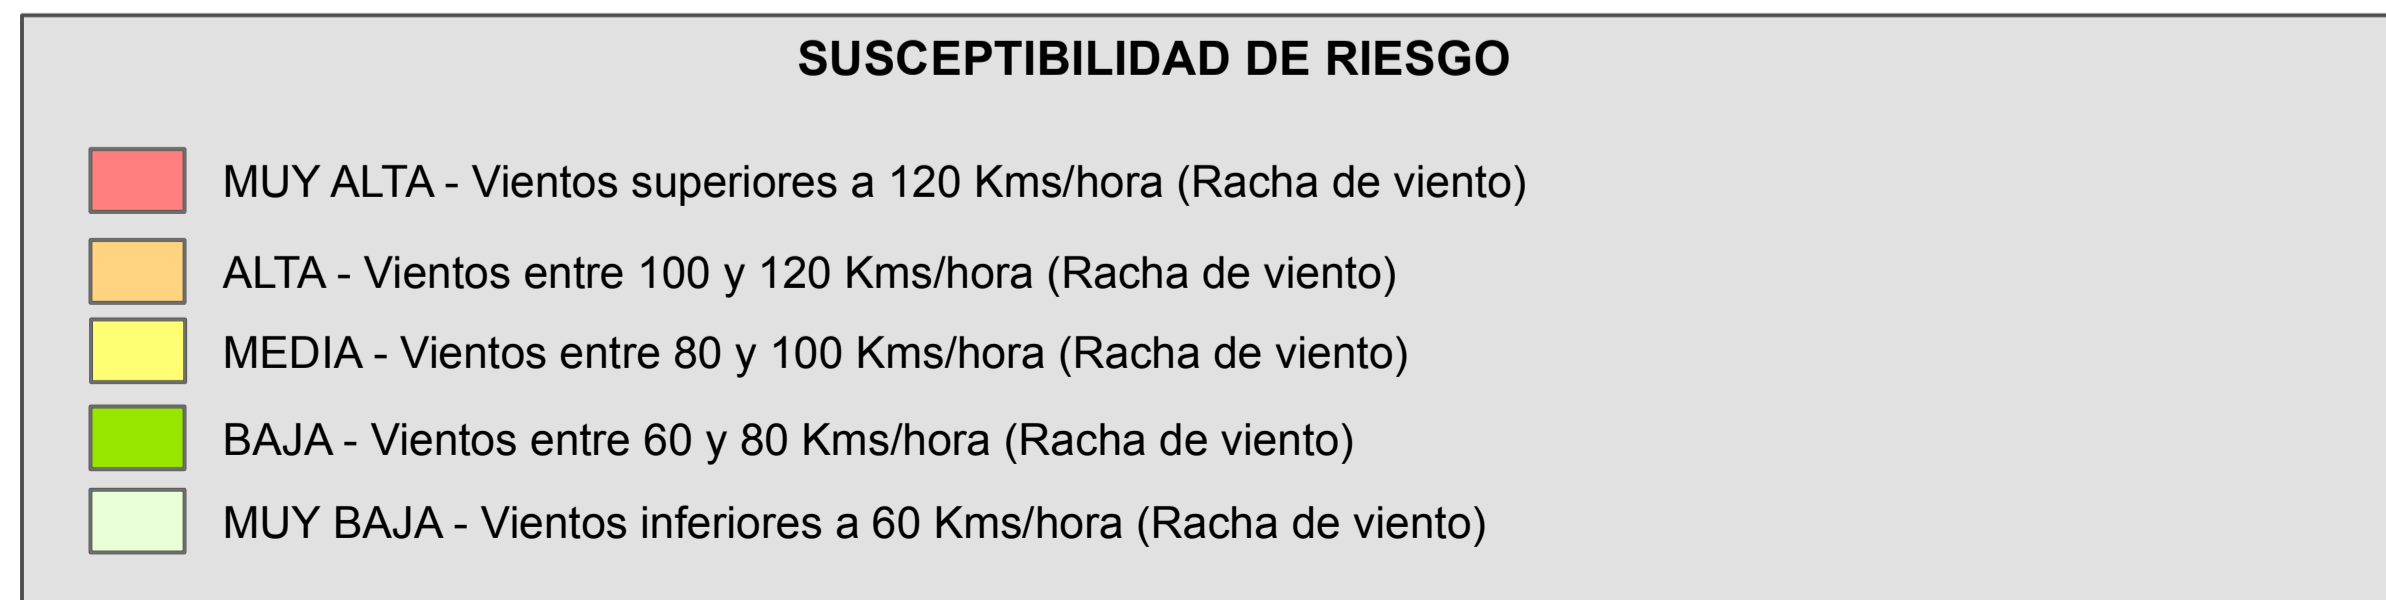 SUSCEPTIBILIDAD DE RIESGO
MUY ALTA - Vientos superiores a 120 Kms/hora (Racha de viento)
ALTA - Vientos entre 100 y 120 Kms/hora (Racha de viento)
MEDIA - Vientos entre 80 y 100 Kms/hora (Racha de viento)
BAJA - Vientos entre 60 y 80 Kms/hora (Racha de viento)
MUY BAJA - Vientos inferiores a 60 Kms/hora (Racha de viento)